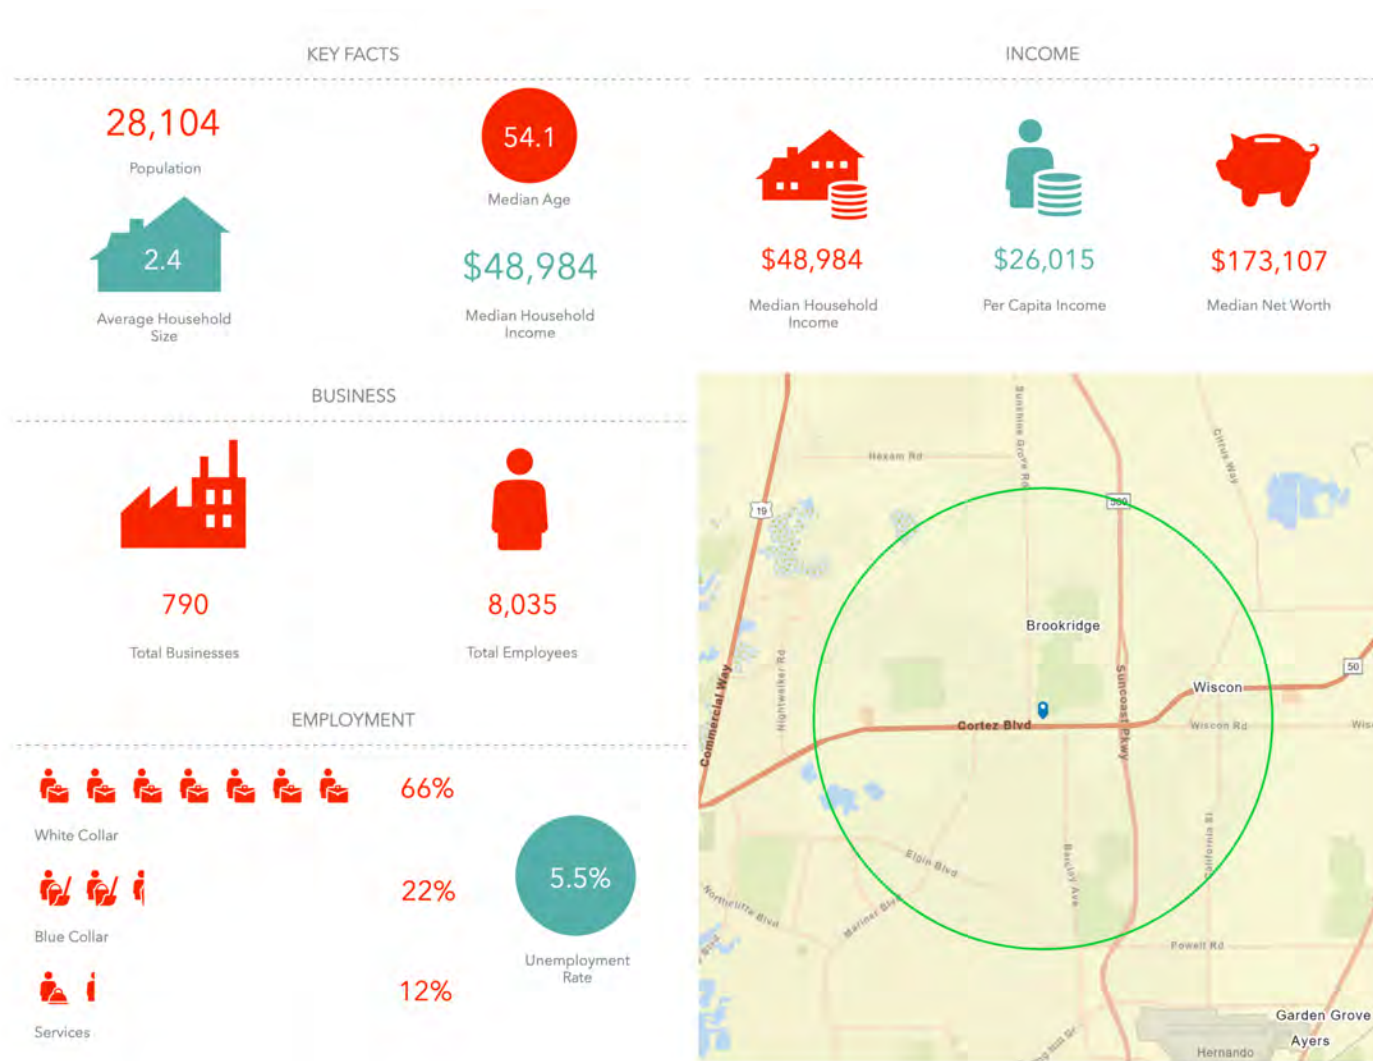 KEY FACTS
28,104
Population
54.1
Median Age
2.4
Average Household
Size
$48,984
Median Household
Income
INCOME
$48,984
Median Household
Income
$26,015
Per Capita Income
$173,107
Median Net Worth
BUSINESS
790
Total Businesses
8,035
Total Employees
EMPLOYMENT
66%
White Collar
22%
Blue Collar
12%
Services
5.5%
Unemployment
Rate
Hexam Rd
Sunshine Grove Rd
Citrus Way
19
589
Brookridge
Commercial Way
Nightwalker Rd
Suncoast Pkwy
50
Wiscon
Cortez Blvd
Wiscon Rd
Elgin Blvd
Barclay Ave
California St
Northcliffe Blvd
Mariner Blvd
Powell Rd
Garden Grove
Ayers
Hernando